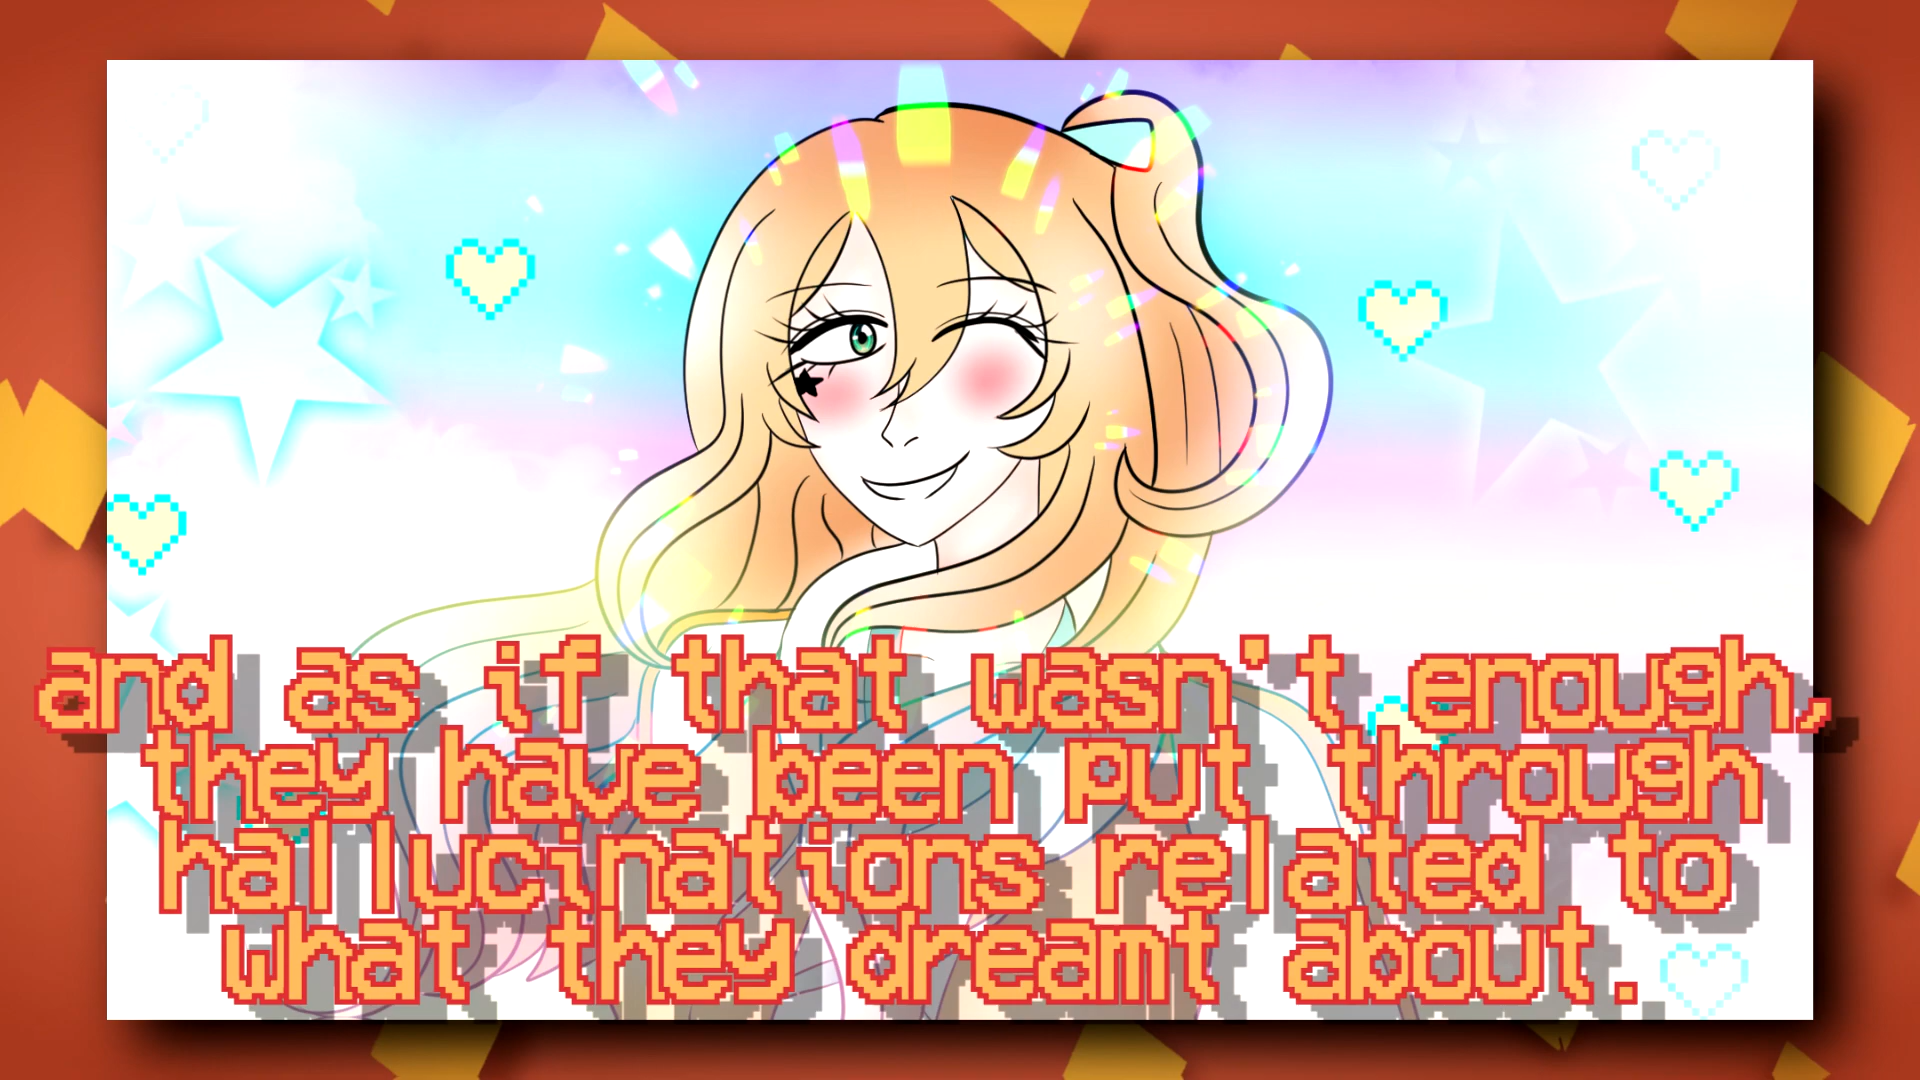 and as if that wasn't enough,
they have been put through
hallucinations related to
what they dreamt about.